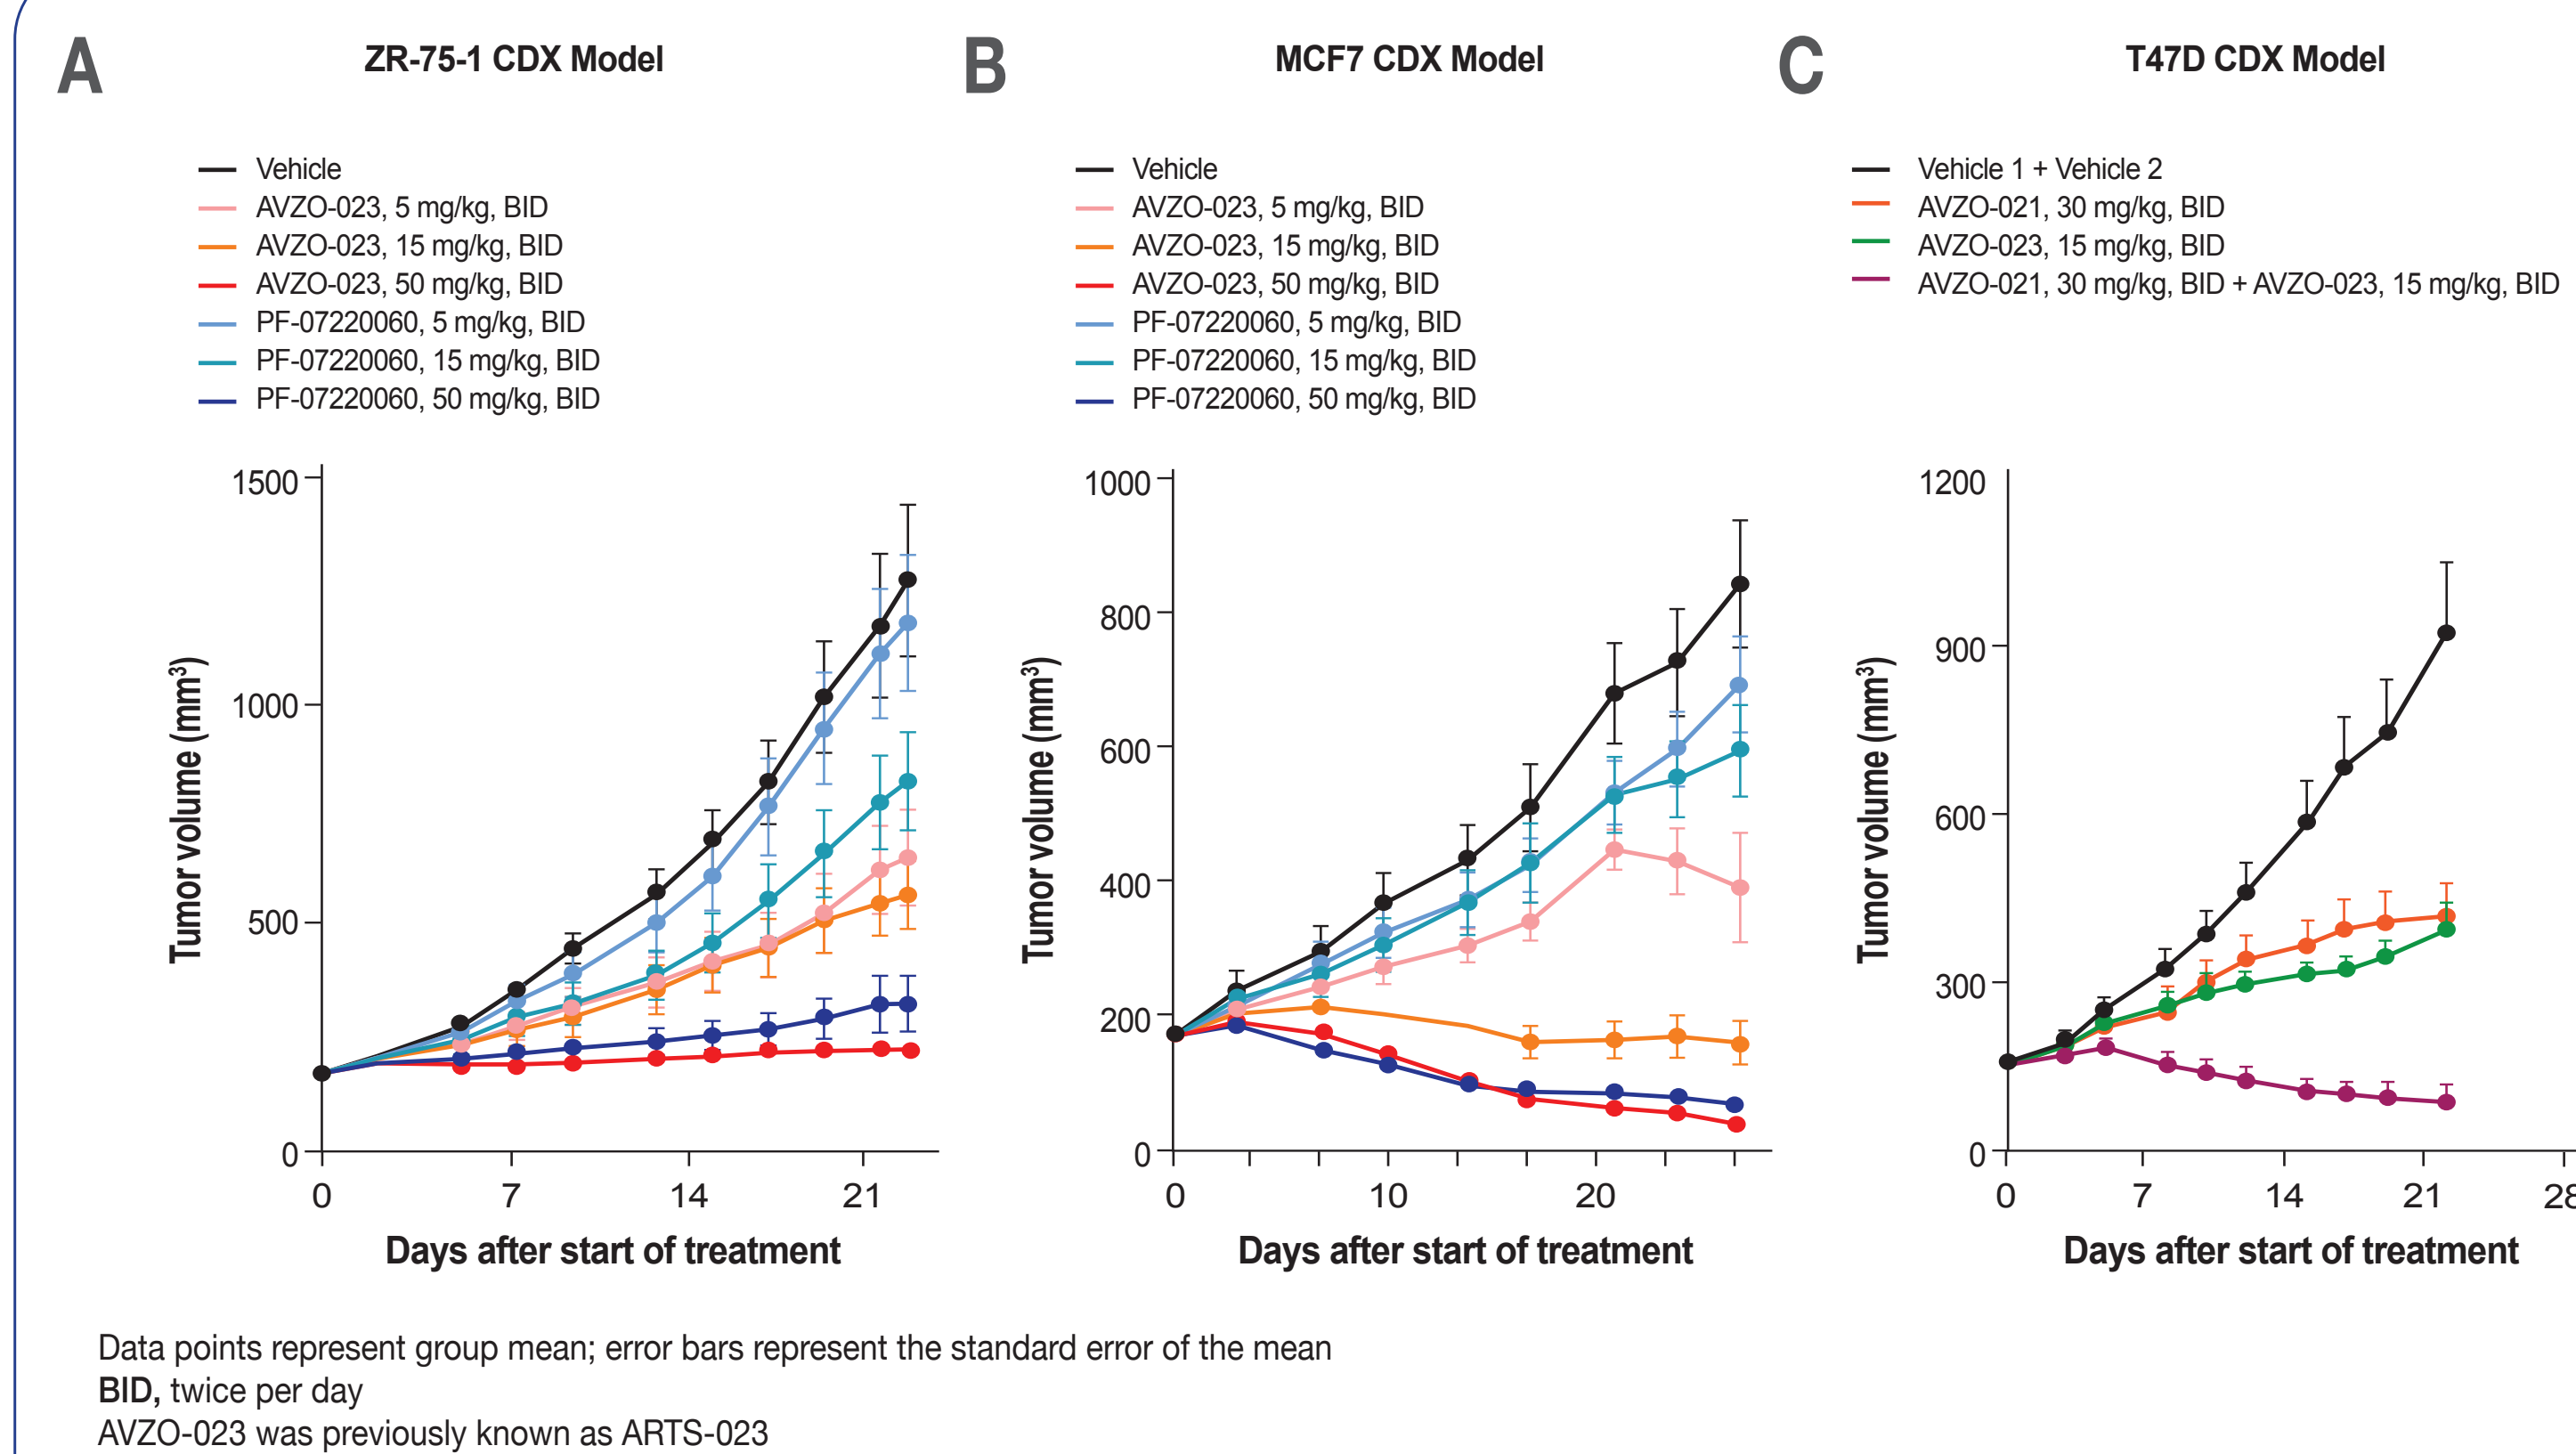 A
ZR-75-1 CDX Model
Vehicle
AVZO-023, 5 mg/kg, BID
AVZO-023, 15 mg/kg, BID
AVZO-023, 50 mg/kg, BID
PF-07220060, 5 mg/kg, BID
PF-07220060, 15 mg/kg, BID
PF-07220060, 50 mg/kg, BID
Tumor volume (mm³)
1500
1000
500
0
0 7 14 21
Days after start of treatment
B
MCF7 CDX Model
Vehicle
AVZO-023, 5 mg/kg, BID
AVZO-023, 15 mg/kg, BID
AVZO-023, 50 mg/kg, BID
PF-07220060, 5 mg/kg, BID
PF-07220060, 15 mg/kg, BID
PF-07220060, 50 mg/kg, BID
Tumor volume (mm³)
1000
800
600
400
200
0
0 10 20
Days after start of treatment
C
T47D CDX Model
Vehicle 1 + Vehicle 2
AVZO-021, 30 mg/kg, BID
AVZO-023, 15 mg/kg, BID
AVZO-021, 30 mg/kg, BID + AVZO-023, 15 mg/kg, BID
Tumor volume (mm³)
1200
900
600
300
0
0 7 14 21 28
Days after start of treatment
Data points represent group mean; error bars represent the standard error of the mean
BID, twice per day
AVZO-023 was previously known as ARTS-023